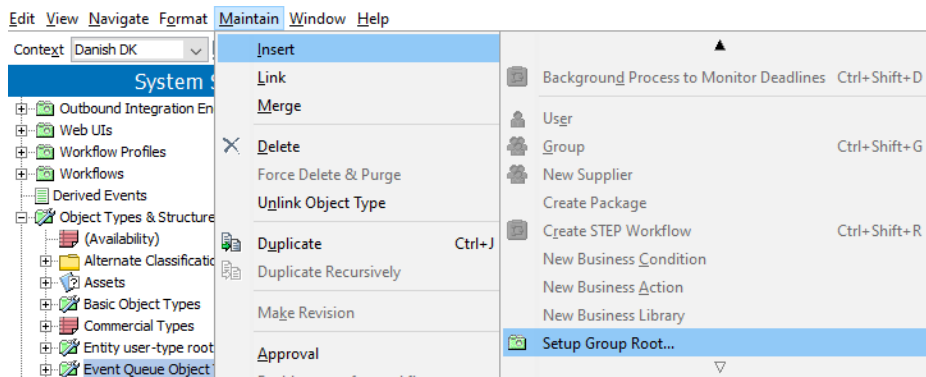 Edit View Navigate Format Maintain Window Help
Context Danish DK
System S
Outbound Integration En
Web UIs
Workflow Profiles
Workflows
Derived Events
Object Types & Structure
(Availability)
Alternate Classificatio
Assets
Basic Object Types
Commercial Types
Entity user-type root
Event Queue Object
Insert
Link
Merge
Delete
Force Delete & Purge
Unlink Object Type
Duplicate Ctrl+J
Duplicate Recursively
Make Revision
Approval
Background Process to Monitor Deadlines Ctrl+Shift+D
User
Group Ctrl+Shift+G
New Supplier
Create Package
Create STEP Workflow Ctrl+Shift+R
New Business Condition
New Business Action
New Business Library
Setup Group Root...